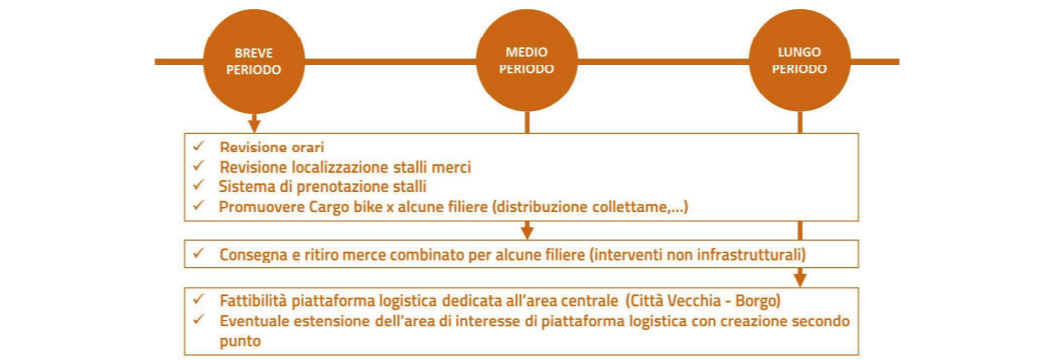 BREVE
PERIODO
MEDIO
PERIODO
LUNGO
PERIODO
✓ Revisione orari
✓ Revisione localizzazione stalli merci
✓ Sistema di prenotazione stalli
✓ Promuovere Cargo bike x alcune filiere (distribuzione collettame,...)
✓ Consegna e ritiro merce combinato per alcune filiere (interventi non infrastrutturali)
✓ Fattibilità piattaforma logistica dedicata all'area centrale (Città Vecchia - Borgo)
✓ Eventuale estensione dell'area di interesse di piattaforma logistica con creazione secondo
punto